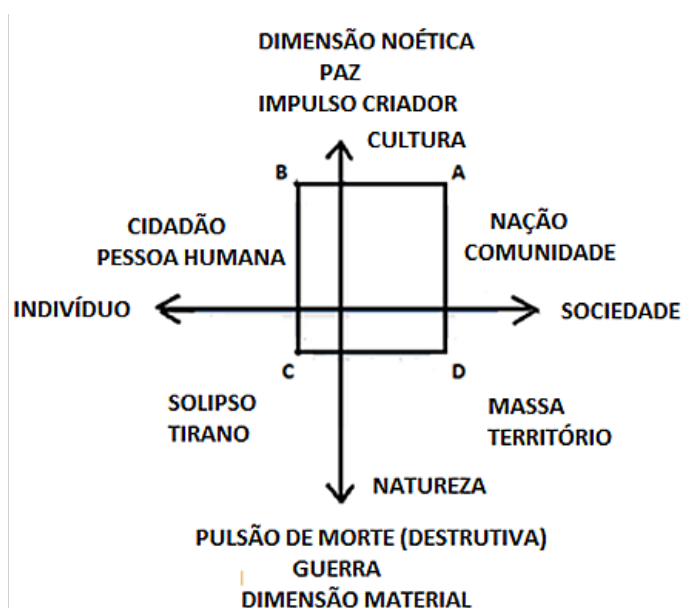 DIMENSÃO NOÉTICA
PAZ
IMPULSO CRIADOR
CULTURA
B
A
CIDADÃO
PESSOA HUMANA
NAÇÃO
COMUNIDADE
INDIVÍDUO
SOCIEDADE
C
D
SOLIPSO
TIRANO
MASSA
TERRITÓRIO
NATUREZA
PULSÃO DE MORTE (DESTRUTIVA)
GUERRA
DIMENSÃO MATERIAL